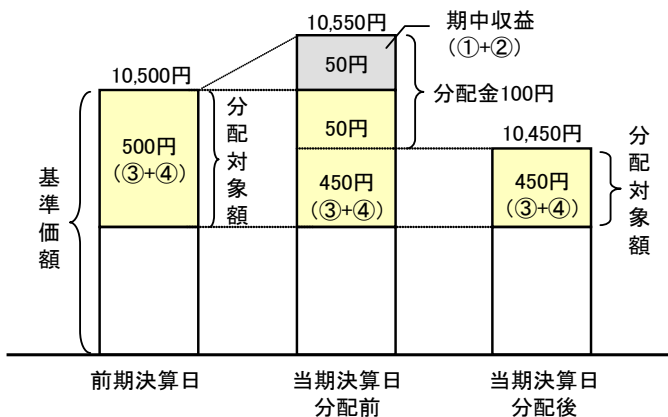 10,550円
期中収益
(①+②)
10,500円
50円
分配金100円
分配対象額
50円
10,450円
500円
(③+④)
450円
(③+④)
450円
(③+④)
分配対象額
基準価額
前期決算日
当期決算日
分配前
当期決算日
分配後